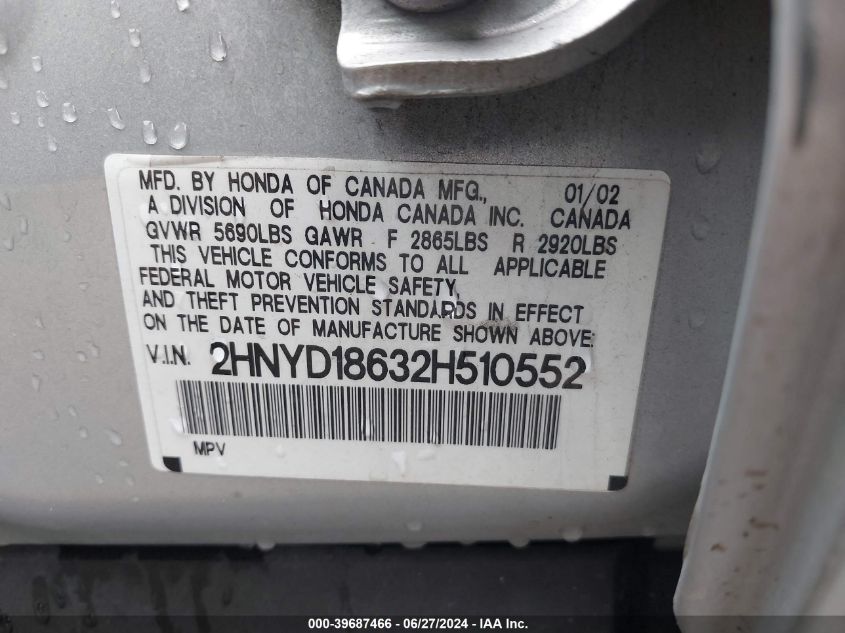 MFD. BY HONDA OF CANADA MFG., 01/02
A DIVISION OF HONDA CANADA INC. CANADA
GVWR 5690LBS GAWR F 2865LBS R 2920LBS
THIS VEHICLE CONFORMS TO ALL APPLICABLE
FEDERAL MOTOR VEHICLE SAFETY,
AND THEFT PREVENTION STANDARDS IN EFFECT
ON THE DATE OF MANUFACTURE SHOWN ABOVE:
V.I.N. 2HNYD18632H510552
MPV
000-39687466 - 06/27/2024 - IAA Inc.